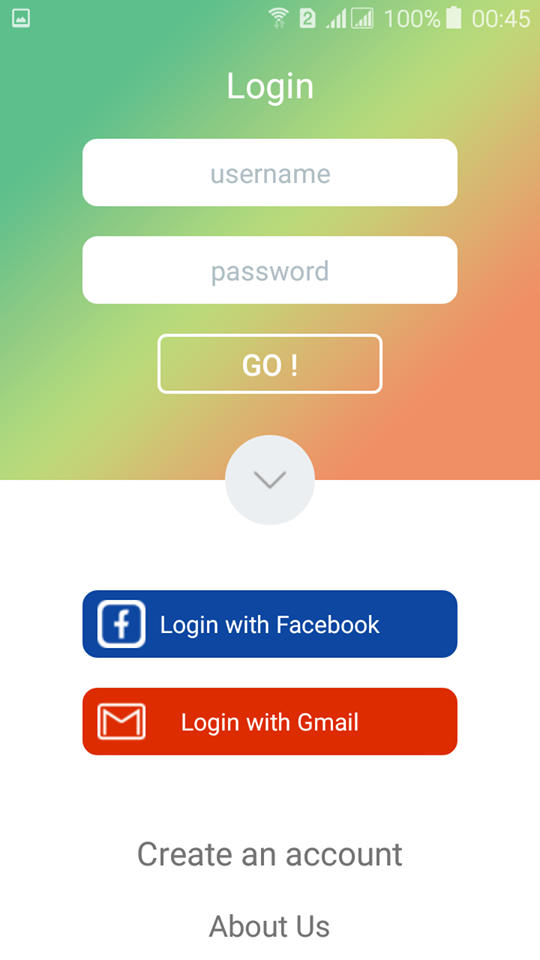 2 100% 00:45
Login
username
password
GO !
f Login with Facebook
Login with Gmail
Create an account
About Us